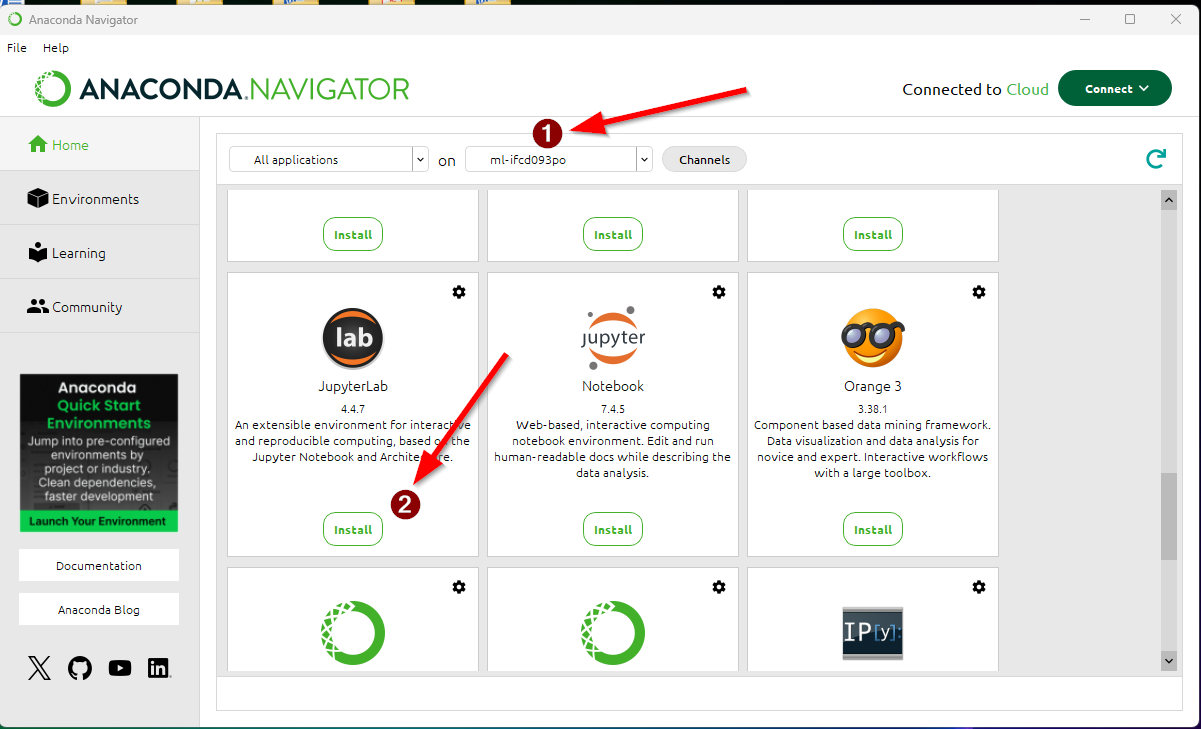 Anaconda Navigator
File Help
ANACONDA.NAVIGATOR
Connected to Cloud
Connect
Home
Environments
Learning
Community
1
All applications
on
ml-ifcd093po
Channels
Install
Install
Install
lab
JupyterLab
4.4.7
An extensible environment for interactive
and reproducible computing, based on the
Jupyter Notebook and Architecture.
2
Install
jupyter
Notebook
7.4.5
Web-based, interactive computing
notebook environment. Edit and run
human-readable docs while describing the
data analysis.
Install
Orange 3
3.38.1
Component based data mining framework.
Data visualization and data analysis for
novice and expert. Interactive workflows
with a large toolbox.
Install
IP[y]:
Anaconda
Quick Start
Environments
Jump into pre-configured
environments by
project or industry.
Clean dependencies,
faster development
Launch Your Environment
Documentation
Anaconda Blog